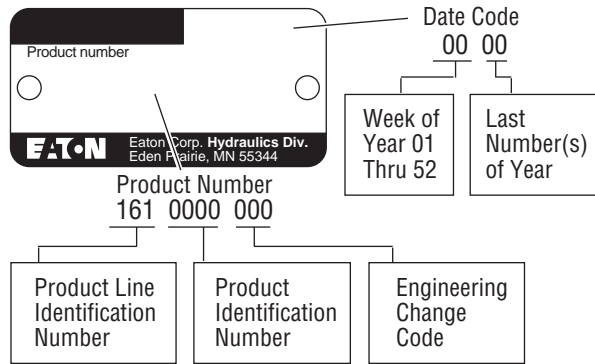 Product number
EATON
Eaton Corp. Hydraulics Div.
Eden Prairie, MN 55344
Date Code
00 00
Week of
Year 01
Thru 52
Last
Number(s)
of Year
Product Number
161 0000 000
Product Line
Identification
Number
Product
Identification
Number
Engineering
Change
Code